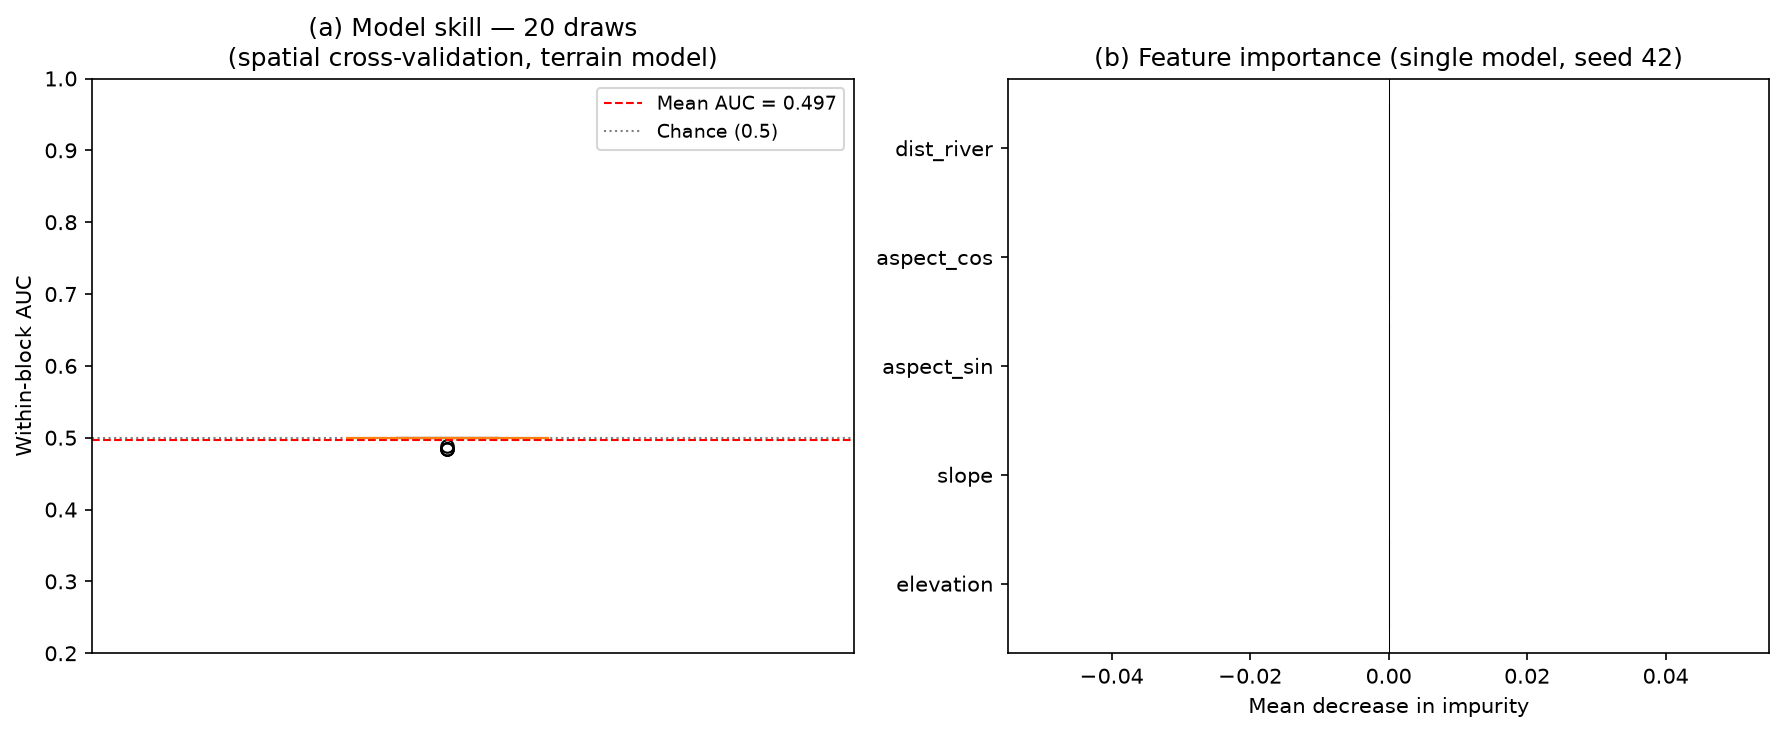 (a) Model skill — 20 draws
(spatial cross-validation, terrain model)
Within-block AUC
1.0
0.9
0.8
0.7
0.6
0.5
0.4
0.3
0.2
Mean AUC = 0.497
Chance (0.5)
(b) Feature importance (single model, seed 42)
dist_river
aspect_cos
aspect_sin
slope
elevation
−0.04
−0.02
0.00
0.02
0.04
Mean decrease in impurity